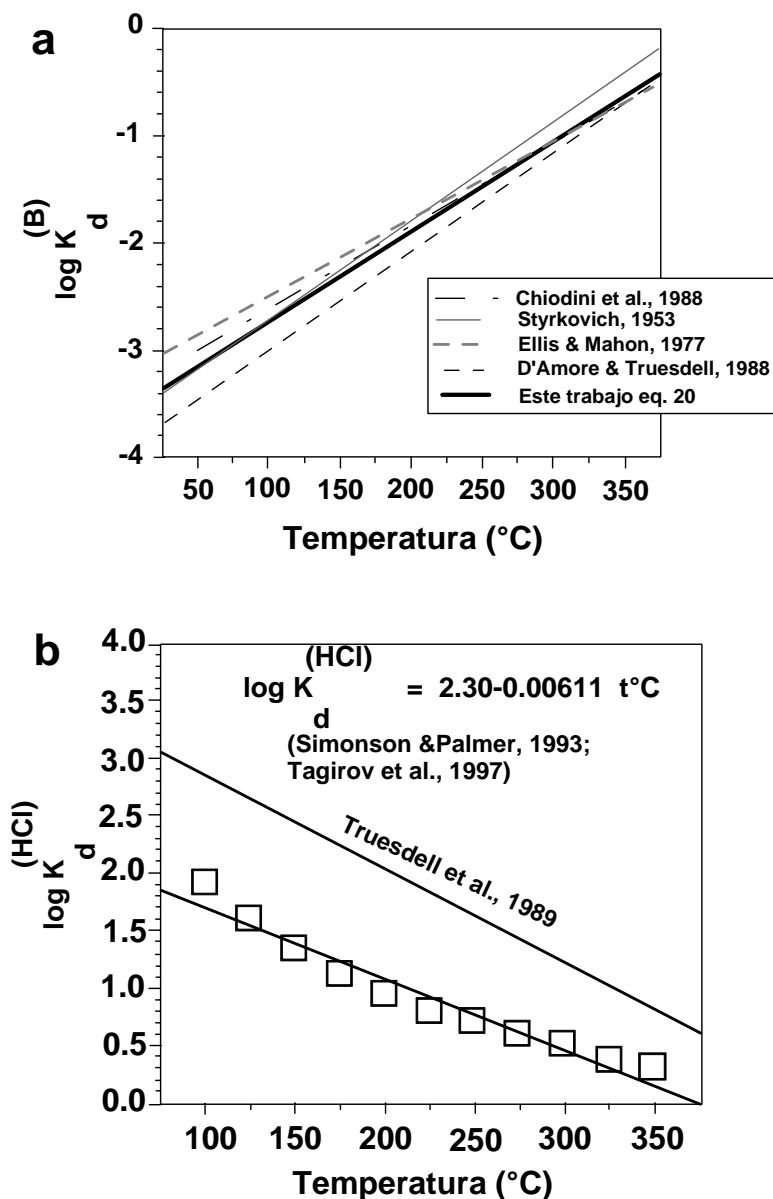 a
0
-1
-2
-3
-4
log K d (B)
50 100 150 200 250 300 350
Temperatura (°C)
Chiodini et al., 1988
Styrkovich, 1953
Ellis & Mahon, 1977
D'Amore & Truesdell, 1988
Este trabajo eq. 20
b
4.0
3.5
3.0
2.5
2.0
1.5
1.0
0.5
0.0
log K d (HCl)
log K d (HCl) = 2.30-0.00611 t°C
(Simonson &Palmer, 1993;
Tagirov et al., 1997)
Truesdell et al., 1989
100 150 200 250 300 350
Temperatura (°C)